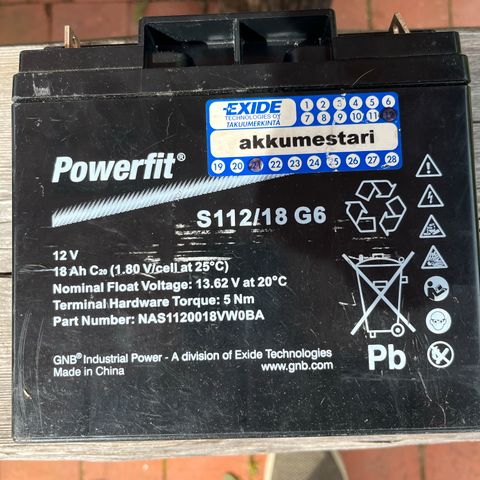 EXIDE
TECHNOLOGIES OY
TAKUUMERKINTÄ
1 2 3 4 5 6
7 8 9 10 11
akkumestari
19 20 22 23 24 25 26 27 28
Powerfit®
S112/18 G6
12 V
18 Ah C20 (1.80 V/cell at 25°C)
Nominal Float Voltage: 13.62 V at 20°C
Terminal Hardware Torque: 5 Nm
Part Number: NAS1120018VW0BA
Pb
GNB® Industrial Power - A division of Exide Technologies
Made in China
www.gnb.com